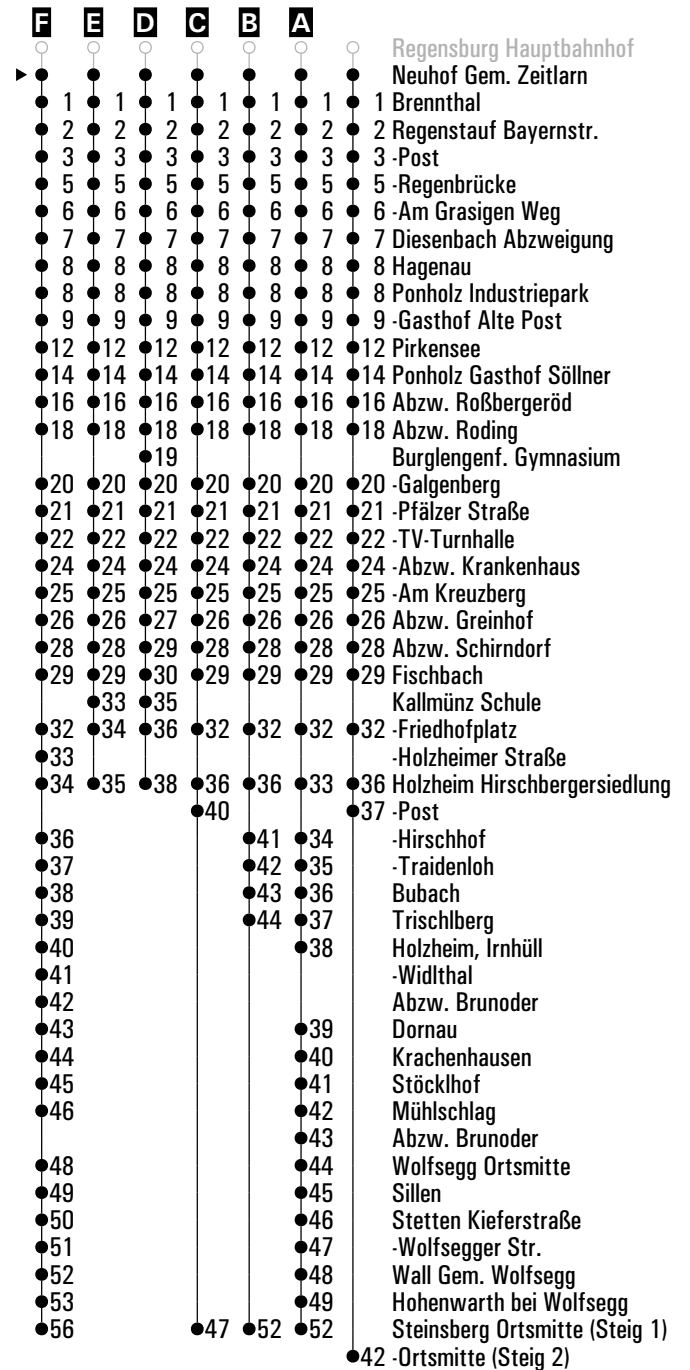 F E D C B A
Regensburg Hauptbahnhof
Neuhof Gem. Zeitlarn
1 1 1 1 1 1 1 Brennthal
2 2 2 2 2 2 2 Regenstauf Bayernstr.
3 3 3 3 3 3 3 -Post
5 5 5 5 5 5 5 -Regenbrücke
6 6 6 6 6 6 6 -Am Grasigen Weg
7 7 7 7 7 7 7 Diesenbach Abzweigung
8 8 8 8 8 8 8 Hagenau
8 8 8 8 8 8 8 Ponholz Industriepark
9 9 9 9 9 9 9 -Gasthof Alte Post
12 12 12 12 12 12 12 Pirkensee
14 14 14 14 14 14 14 Ponholz Gasthof Söllner
16 16 16 16 16 16 16 Abzw. Roßbergeröd
18 18 18 18 18 18 18 Abzw. Roding
19 Burglengenf. Gymnasium
20 20 20 20 20 20 20 -Galgenberg
21 21 21 21 21 21 21 -Pfälzer Straße
22 22 22 22 22 22 22 -TV-Turnhalle
24 24 24 24 24 24 24 -Abzw. Krankenhaus
25 25 25 25 25 25 25 -Am Kreuzberg
26 26 27 26 26 26 26 Abzw. Greinhof
28 28 29 28 28 28 28 Abzw. Schirndorf
29 29 30 29 29 29 29 Fischbach
33 35 Kallmünz Schule
32 34 36 32 32 32 32 -Friedhofplatz
33 -Holzheimer Straße
34 35 38 36 36 33 36 Holzheim Hirschbergersiedlung
40 37 -Post
36 41 34 -Hirschhof
37 42 35 -Traidenloh
38 43 36 Bubach
39 44 37 Trischlberg
40 38 Holzheim, Irnhüll
41 -Widlthal
42 Abzw. Brunoder
43 39 Dornau
44 40 Krachenhausen
45 41 Stöcklhof
46 42 Mühlschlag
43 Abzw. Brunoder
48 44 Wolfsegg Ortsmitte
49 45 Sillen
50 46 Stetten Kieferstraße
51 47 -Wolfsegger Str.
52 48 Wall Gem. Wolfsegg
53 49 Hohenwarth bei Wolfsegg
56 47 52 52 Steinsberg Ortsmitte (Steig 1)
42 -Ortsmitte (Steig 2)